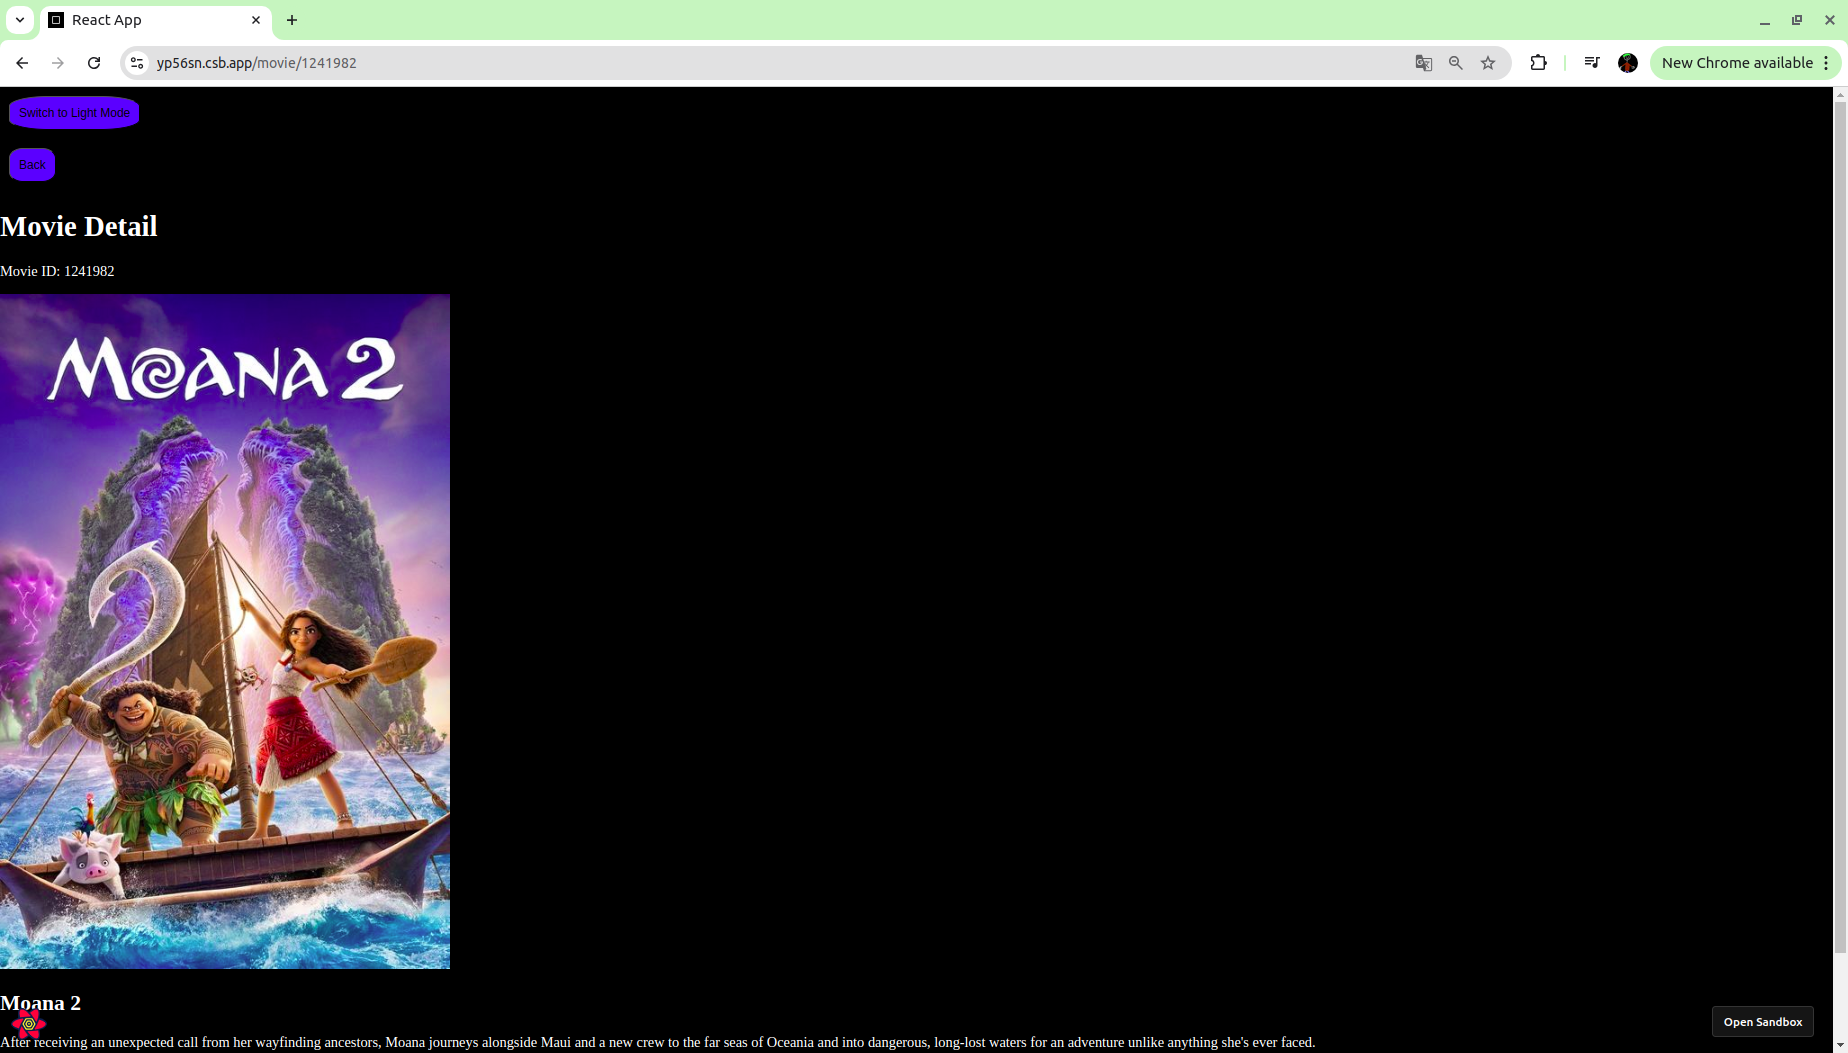 React App
yp56sn.csb.app/movie/1241982
New Chrome available
Switch to Light Mode
Back
Movie Detail
Movie ID: 1241982
MOANA 2
Moana 2
Open Sandbox
After receiving an unexpected call from her wayfinding ancestors, Moana journeys alongside Maui and a new crew to the far seas of Oceania and into dangerous, long-lost waters for an adventure unlike anything she's ever faced.